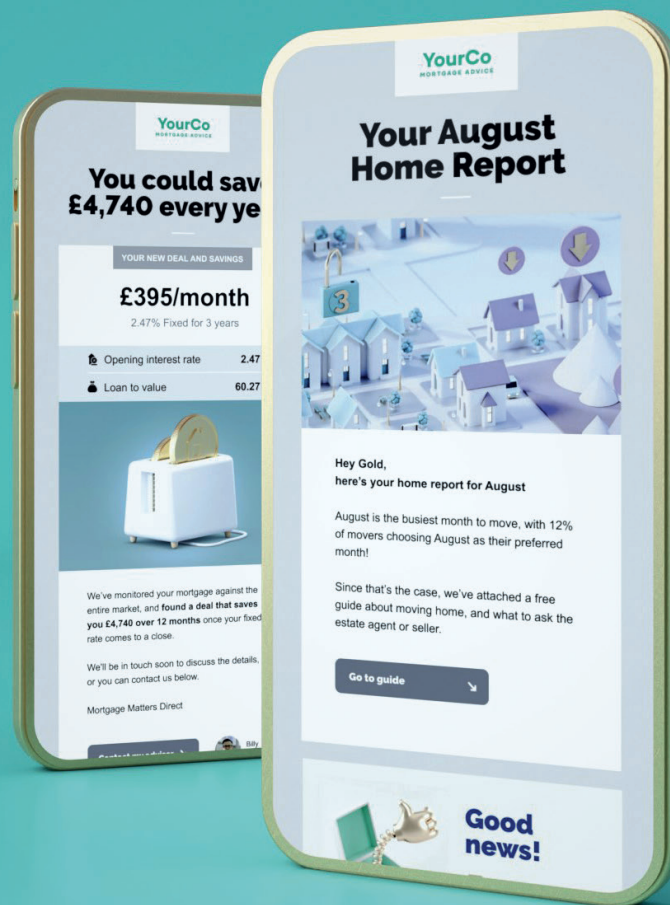 YourCo
MORTGAGE ADVICE
You could sav
£4,740 every ye
YOUR NEW DEAL AND SAVINGS
£395/month
2.47% Fixed for 3 years
Opening interest rate 2.47
Loan to value 60.27
We've monitored your mortgage against the
entire market, and found a deal that saves
you £4,740 over 12 months once your fixed
rate comes to a close.
We'll be in touch soon to discuss the details,
or you can contact us below.
Mortgage Matters Direct
Billy
YourCo
MORTGAGE ADVICE
Your August
Home Report
3
Hey Gold,
here's your home report for August
August is the busiest month to move, with 12%
of movers choosing August as their preferred
month!
Since that's the case, we've attached a free
guide about moving home, and what to ask the
estate agent or seller.
Go to guide
Good
news!